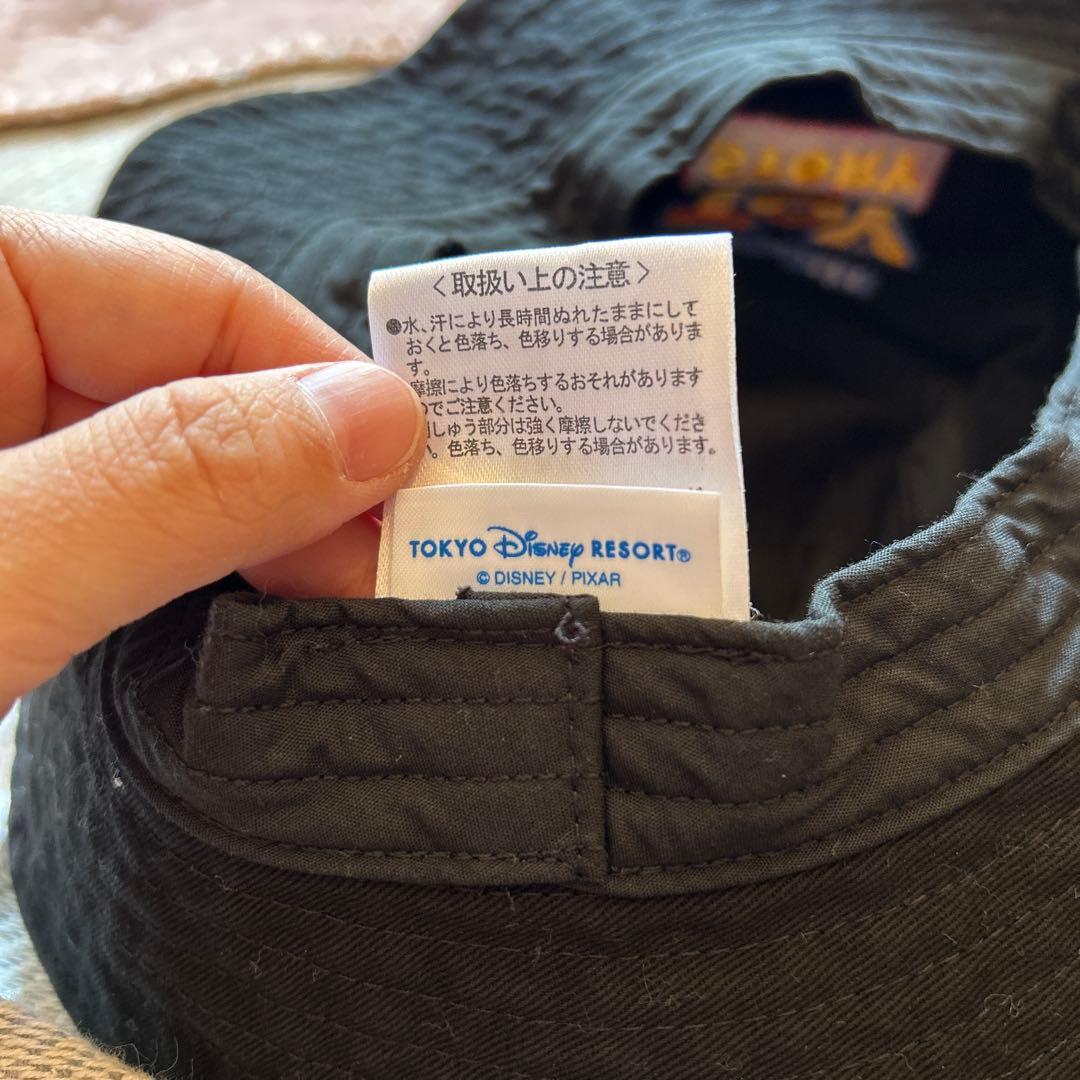 〈取扱い上の注意〉
●水、汗により長時間ぬれたままにして
おくと色落ち、色移りする場合がありま
す。
摩擦により色落ちするおそれがあります
のでご注意ください。
しゅう部分は強く摩擦しないでくださ
い。色落ち、色移りする場合があります。
TOKYO Disney RESORT®
© DISNEY / PIXAR
TOY
STORY